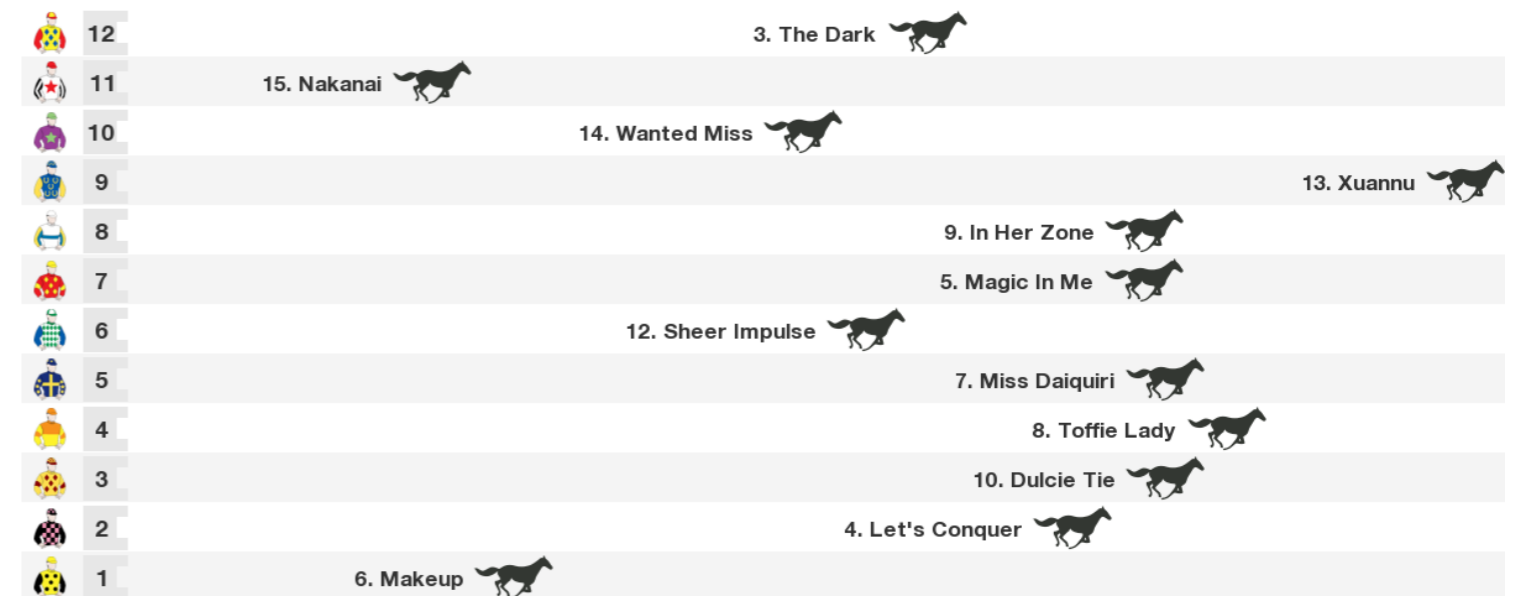 12 3. The Dark
11 15. Nakanai
10 14. Wanted Miss
9 13. Xuannu
8 9. In Her Zone
7 5. Magic In Me
6 12. Sheer Impulse
5 7. Miss Daiquiri
4 8. Toffie Lady
3 10. Dulcie Tie
2 4. Let's Conquer
1 6. Makeup